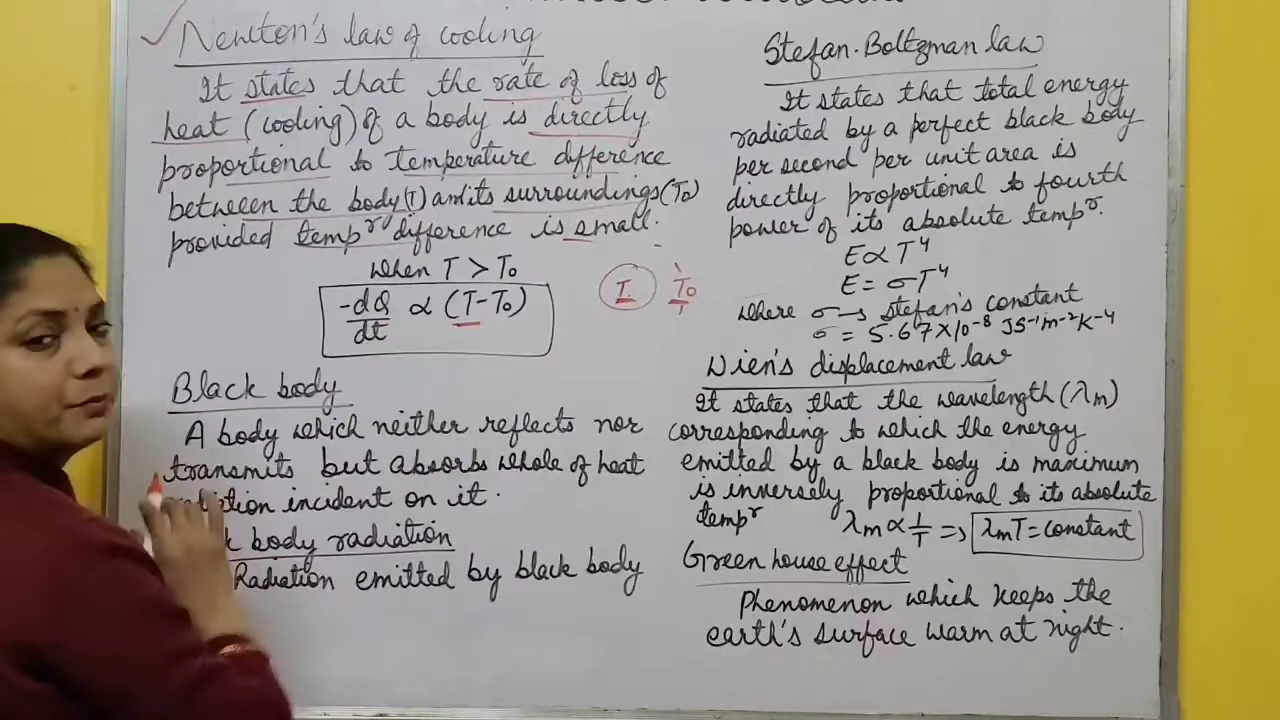 Newton's law of cooling
It states that the rate of loss of
heat (cooling) of a body is directly
proportional to temperature difference
between the body (T) and its surroundings (T₀)
provided tempʳ difference is small.
when T > T₀
-dQ/dt ∝ (T-T₀)
T T₀
Black body
A body which neither reflects nor
transmits but absorbs whole of heat
incident on it.
body radiation
Radiation emitted by black body
Stefan-Boltzman law
It states that total energy
radiated by a perfect black body
per second per unit area is
directly proportional to fourth
power of its absolute tempʳ.
E ∝ T⁴
E = σT⁴
where σ → stefan's constant
σ = 5.67×10⁻⁸ JS⁻¹m⁻²K⁻⁴
Wien's displacement law
It states that the wavelength (λm)
corresponding to which the energy
emitted by a black body is maximum
is inversely proportional to its absolute
tempʳ λm ∝ 1/T => λmT = constant
Green house effect
Phenomenon which keeps the
earth's surface warm at night.